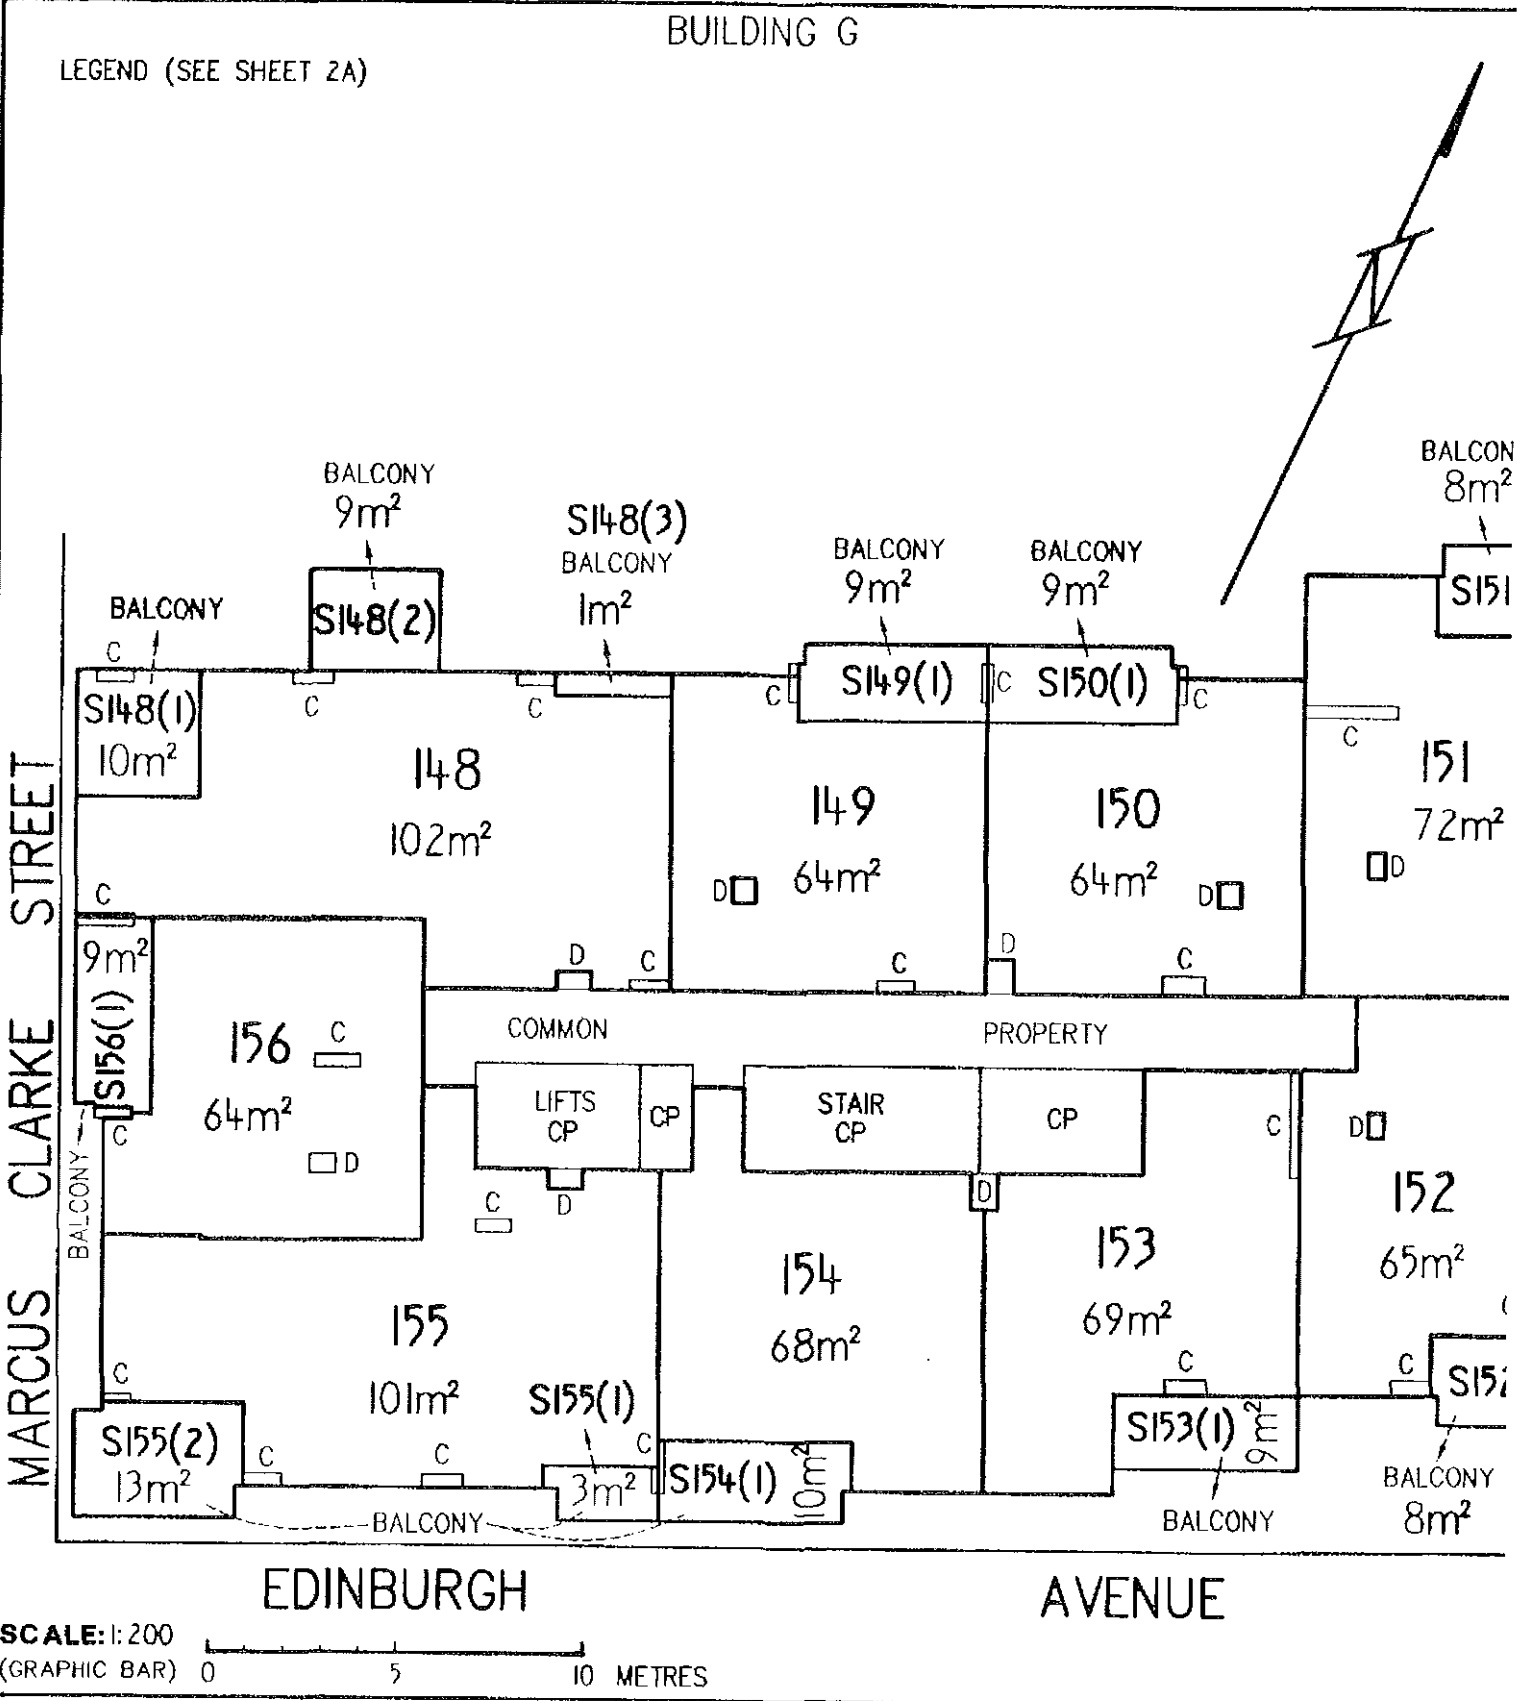 BUILDING G
LEGEND (SEE SHEET 2A)
BALCONY
9m²
S148(2)
S148(3)
BALCONY
1m²
BALCONY
9m²
S149(1)
BALCONY
9m²
S150(1)
BALCON
8m²
S151
BALCONY
C
S148(1)
10m²
C
C
C
C
C
C
148
102m²
149
64m²
D
150
64m²
D
151
72m²
D
C
9m²
S156(1)
C
BALCONY
156
64m²
C
D
D
C
C
D
C
COMMON PROPERTY
LIFTS
CP
CP
STAIR
CP
CP
D
C
D
C
D
152
65m²
153
69m²
154
68m²
155
101m²
C
S155(2)
13m²
C
C
S155(1)
3m²
C
S154(1)
10m²
C
S153(1)
9m²
C
S152
BALCONY
BALCONY
BALCONY
8m²
MARCUS CLARKE STREET
EDINBURGH AVENUE
SCALE: 1:200
(GRAPHIC BAR) 0 5 10 METRES